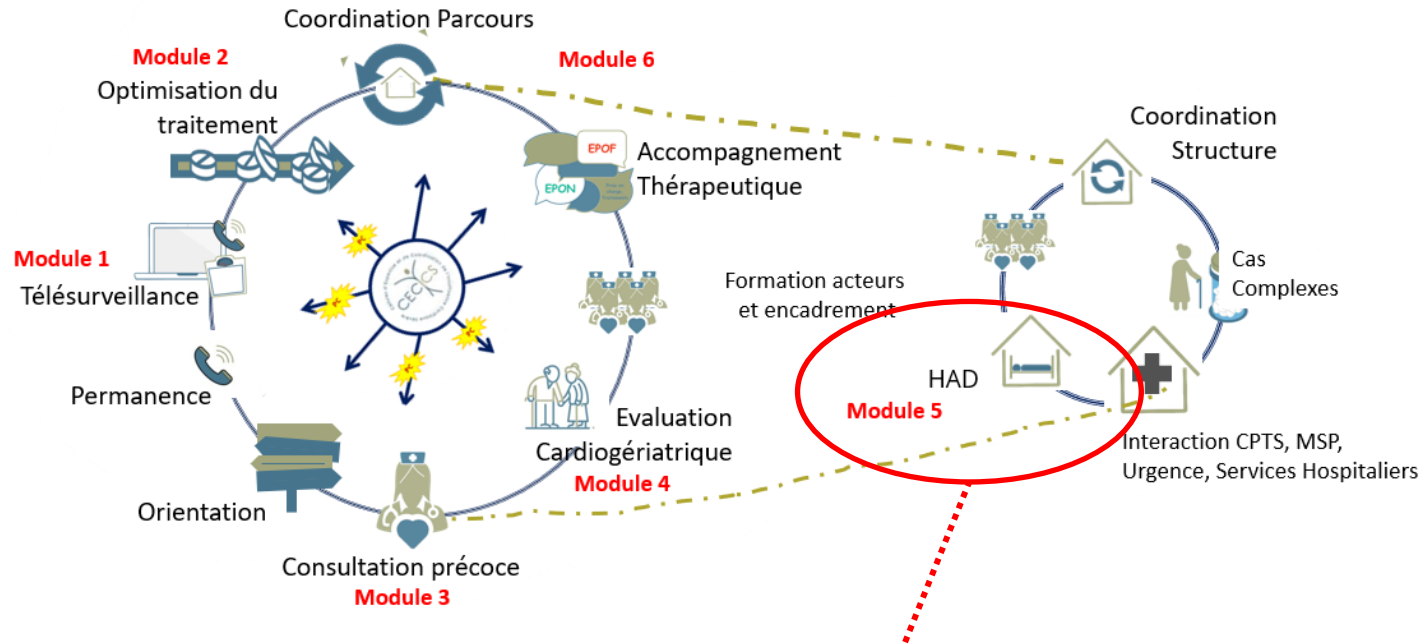 Coordination Parcours
Module 2
Optimisation du
traitement
Module 6
Coordination
Structure
EPOF
EPON
Accompagnement
Thérapeutique
Module 1
Télésurveillance
CECICS
Formation acteurs
et encadrement
Cas
Complexes
Permanence
HAD
Module 5
Evaluation
Cardiogériatrique
Module 4
Interaction CPTS, MSP,
Urgence, Services Hospitaliers
Orientation
Consultation précoce
Module 3